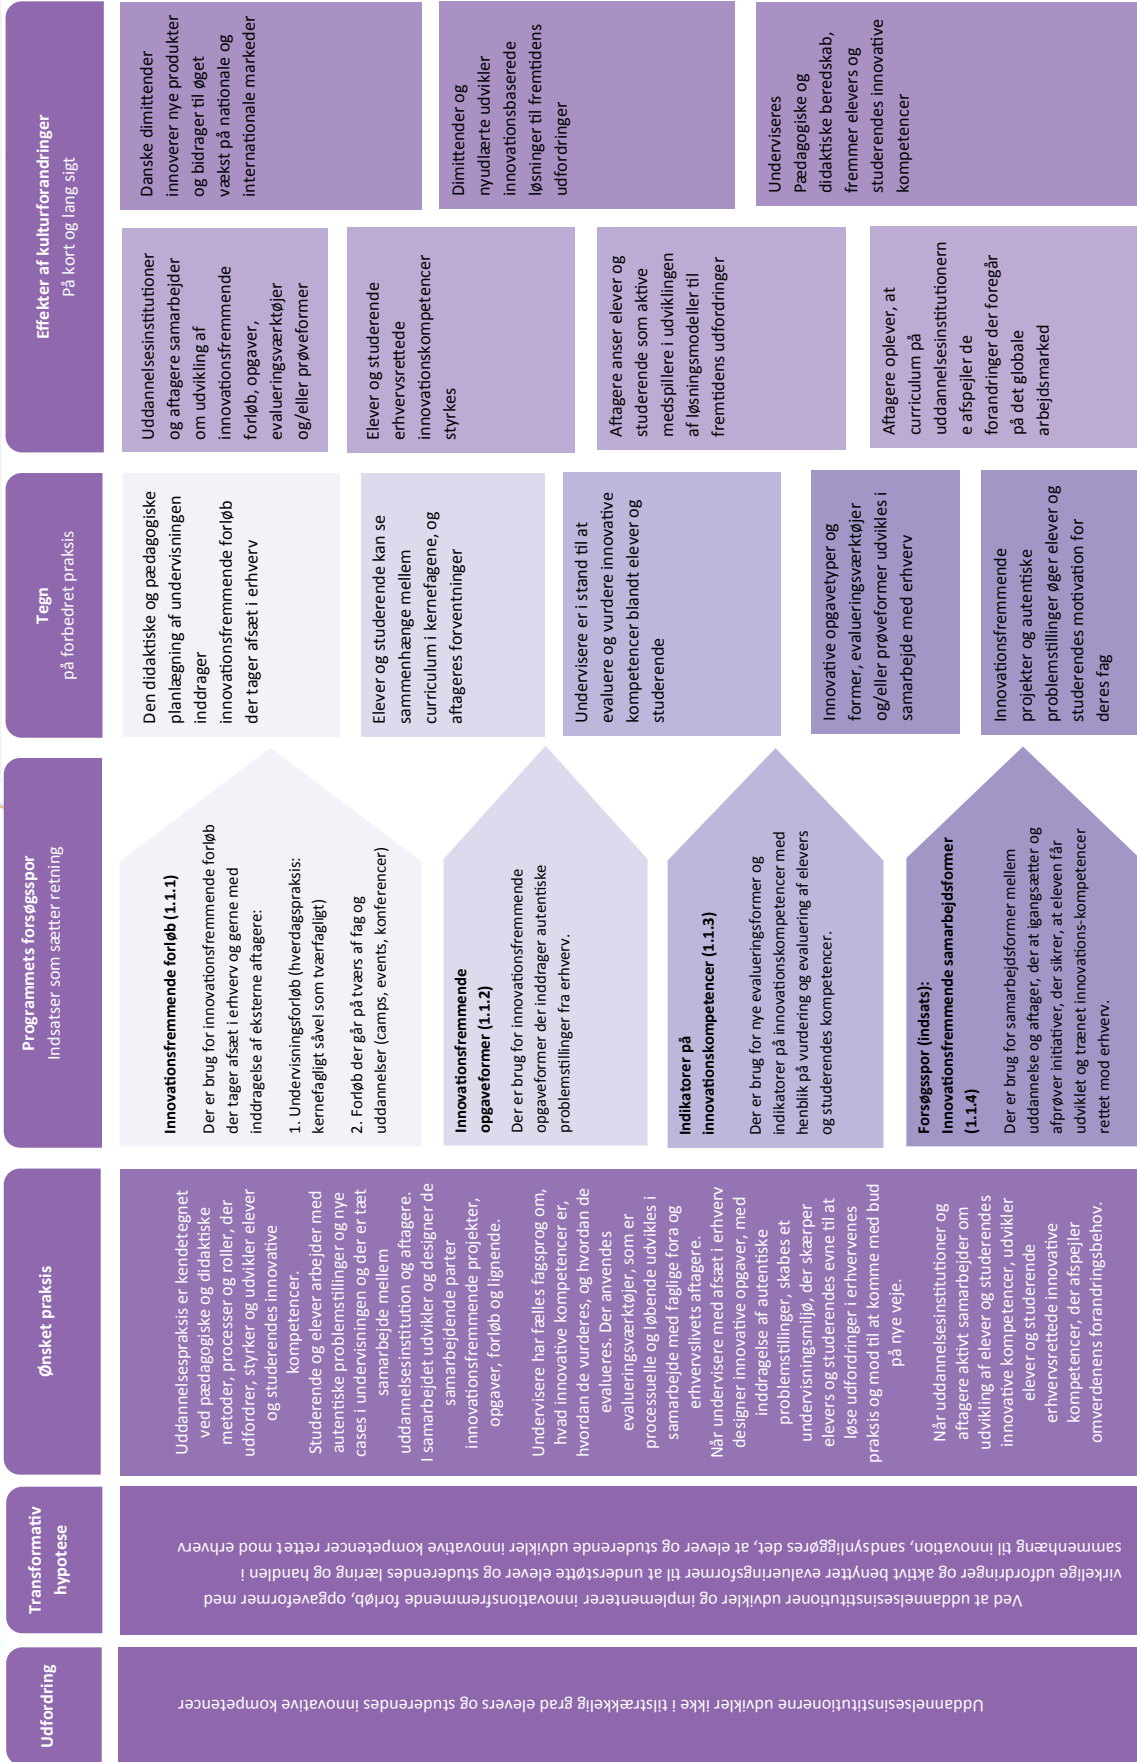 Udfordring
Uddannelsesinstitutionerne udvikler ikke i tilstrækkelig grad elevers og studerendes innovative kompetencer
Transformativ
hypotese
Ved at uddannelsesinstitutioner udvikler og implementerer innovationsfremmende forløb, opgaveformer med
virkelige udfordringer og aktivt benytter evalueringsformer til at understøtte elever og studerendes læring og handlen i
sammenhæng til innovation, sandsynliggøres det, at elever og studerende udvikler innovative kompetencer rettet mod erhverv
Ønsket praksis
Uddannelsespraksis er kendetegnet
ved pædagogiske og didaktiske
metoder, processer og roller, der
udfordrer, styrker og udvikler elever
og studerendes innovative
kompetencer.
Studerende og elever arbejder med
autentiske problemstillinger og nye
cases i undervisningen og der er tæt
samarbejde mellem
uddannelsesinstitution og aftagere.
I samarbejdet udvikler og designer de
samarbejdende parter
innovationsfremmende projekter,
opgaver, forløb og lignende.
Undervisere har fælles fagsprog om,
hvad innovative kompetencer er,
hvordan de vurderes, og hvordan de
evalueres. Der anvendes
evalueringsværktøjer, som er
processuelle og løbende udvikles i
samarbejde med faglige fora og
erhvervslivets aftagere.
Når undervisere med afsæt i erhverv
designer innovative opgaver, med
inddragelse af autentiske
problemstillinger, skabes et
undervisningsmiljø, der skærper
elevers og studerendes evne til at
løse udfordringer i erhvervenes
praksis og mod til at komme med bud
på nye veje.
Når uddannelsesinstitutioner og
aftagere aktivt samarbejder om
udvikling af elever og studerendes
innovative kompetencer, udvikler
elever og studerende
erhvervsrettede innovative
kompetencer, der afspejler
omverdenens forandringsbehov.
Programmets forsøgsspor
Indsatser som sætter retning
Innovationsfremmende forløb (1.1.1)
Der er brug for innovationsfremmende forløb
der tager afsæt i erhverv og gerne med
inddragelse af eksterne aftagere:
1. Undervisningsforløb (hverdagspraksis:
kernefagligt såvel som tværfagligt)
2. Forløb der går på tværs af fag og
uddannelser (camps, events, konferencer)
Innovationsfremmende
opgaveformer (1.1.2)
Der er brug for innovationsfremmende
opgaveformer der inddrager autentiske
problemstillinger fra erhverv.
Indikatorer på
innovationskompetencer (1.1.3)
Der er brug for nye evalueringsformer og
indikatorer på innovationskompetencer med
henblik på vurdering og evaluering af elevers
og studerendes kompetencer.
Forsøgsspor (indsats):
Innovationsfremmende samarbejdsformer
(1.1.4)
Der er brug for samarbejdsformer mellem
uddannelse og aftager, der at igangsætter og
afprøver initiativer, der sikrer, at eleven får
udviklet og trænet innovations-kompetencer
rettet mod erhverv.
Tegn
på forbedret praksis
Den didaktiske og pædagogiske
planlægning af undervisningen
inddrager
innovationsfremmende forløb
der tager afsæt i erhverv
Elever og studerende kan se
sammenhænge mellem
curriculum i kernefagene, og
aftageres forventninger
Undervisere er i stand til at
evaluere og vurdere innovative
kompetencer blandt elever og
studerende
Innovative opgavetyper og
former, evalueringsværktøjer
og/eller prøveformer udvikles i
samarbejde med erhverv
Innovationsfremmende
projekter og autentiske
problemstillinger øger elever og
studerendes motivation for
deres fag
Effekter af kulturforandringer
På kort og lang sigt
Uddannelsesinstitutioner
og aftagere samarbejder
om udvikling af
innovationsfremmende
forløb, opgaver,
evalueringsværktøjer
og/eller prøveformer
Elever og studerende
erhvervsrettede
innovationskompetencer
styrkes
Aftagere anser elever og
studerende som aktive
medspillere i udviklingen
af løsningsmodeller til
fremtidens udfordringer
Aftagere oplever, at
curriculum på
uddannelsesinstitutionern
e afspejler de
forandringer der foregår
på det globale
arbejdsmarked
Danske dimittender
innoverer nye produkter
og bidrager til øget
vækst på nationale og
internationale markeder
Dimittender og
nyudlærte udvikler
innovationsbaserede
løsninger til fremtidens
udfordringer
Underviseres
Pædagogiske og
didaktiske beredskab,
fremmer elevers og
studerendes innovative
kompetencer